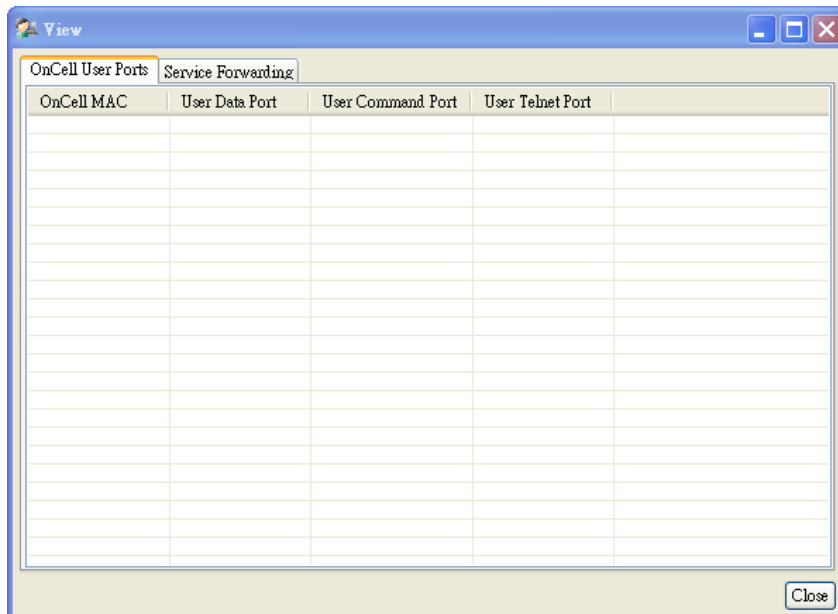 View
OnCell User Ports Service Forwarding
OnCell MAC User Data Port User Command Port User Telnet Port
Close